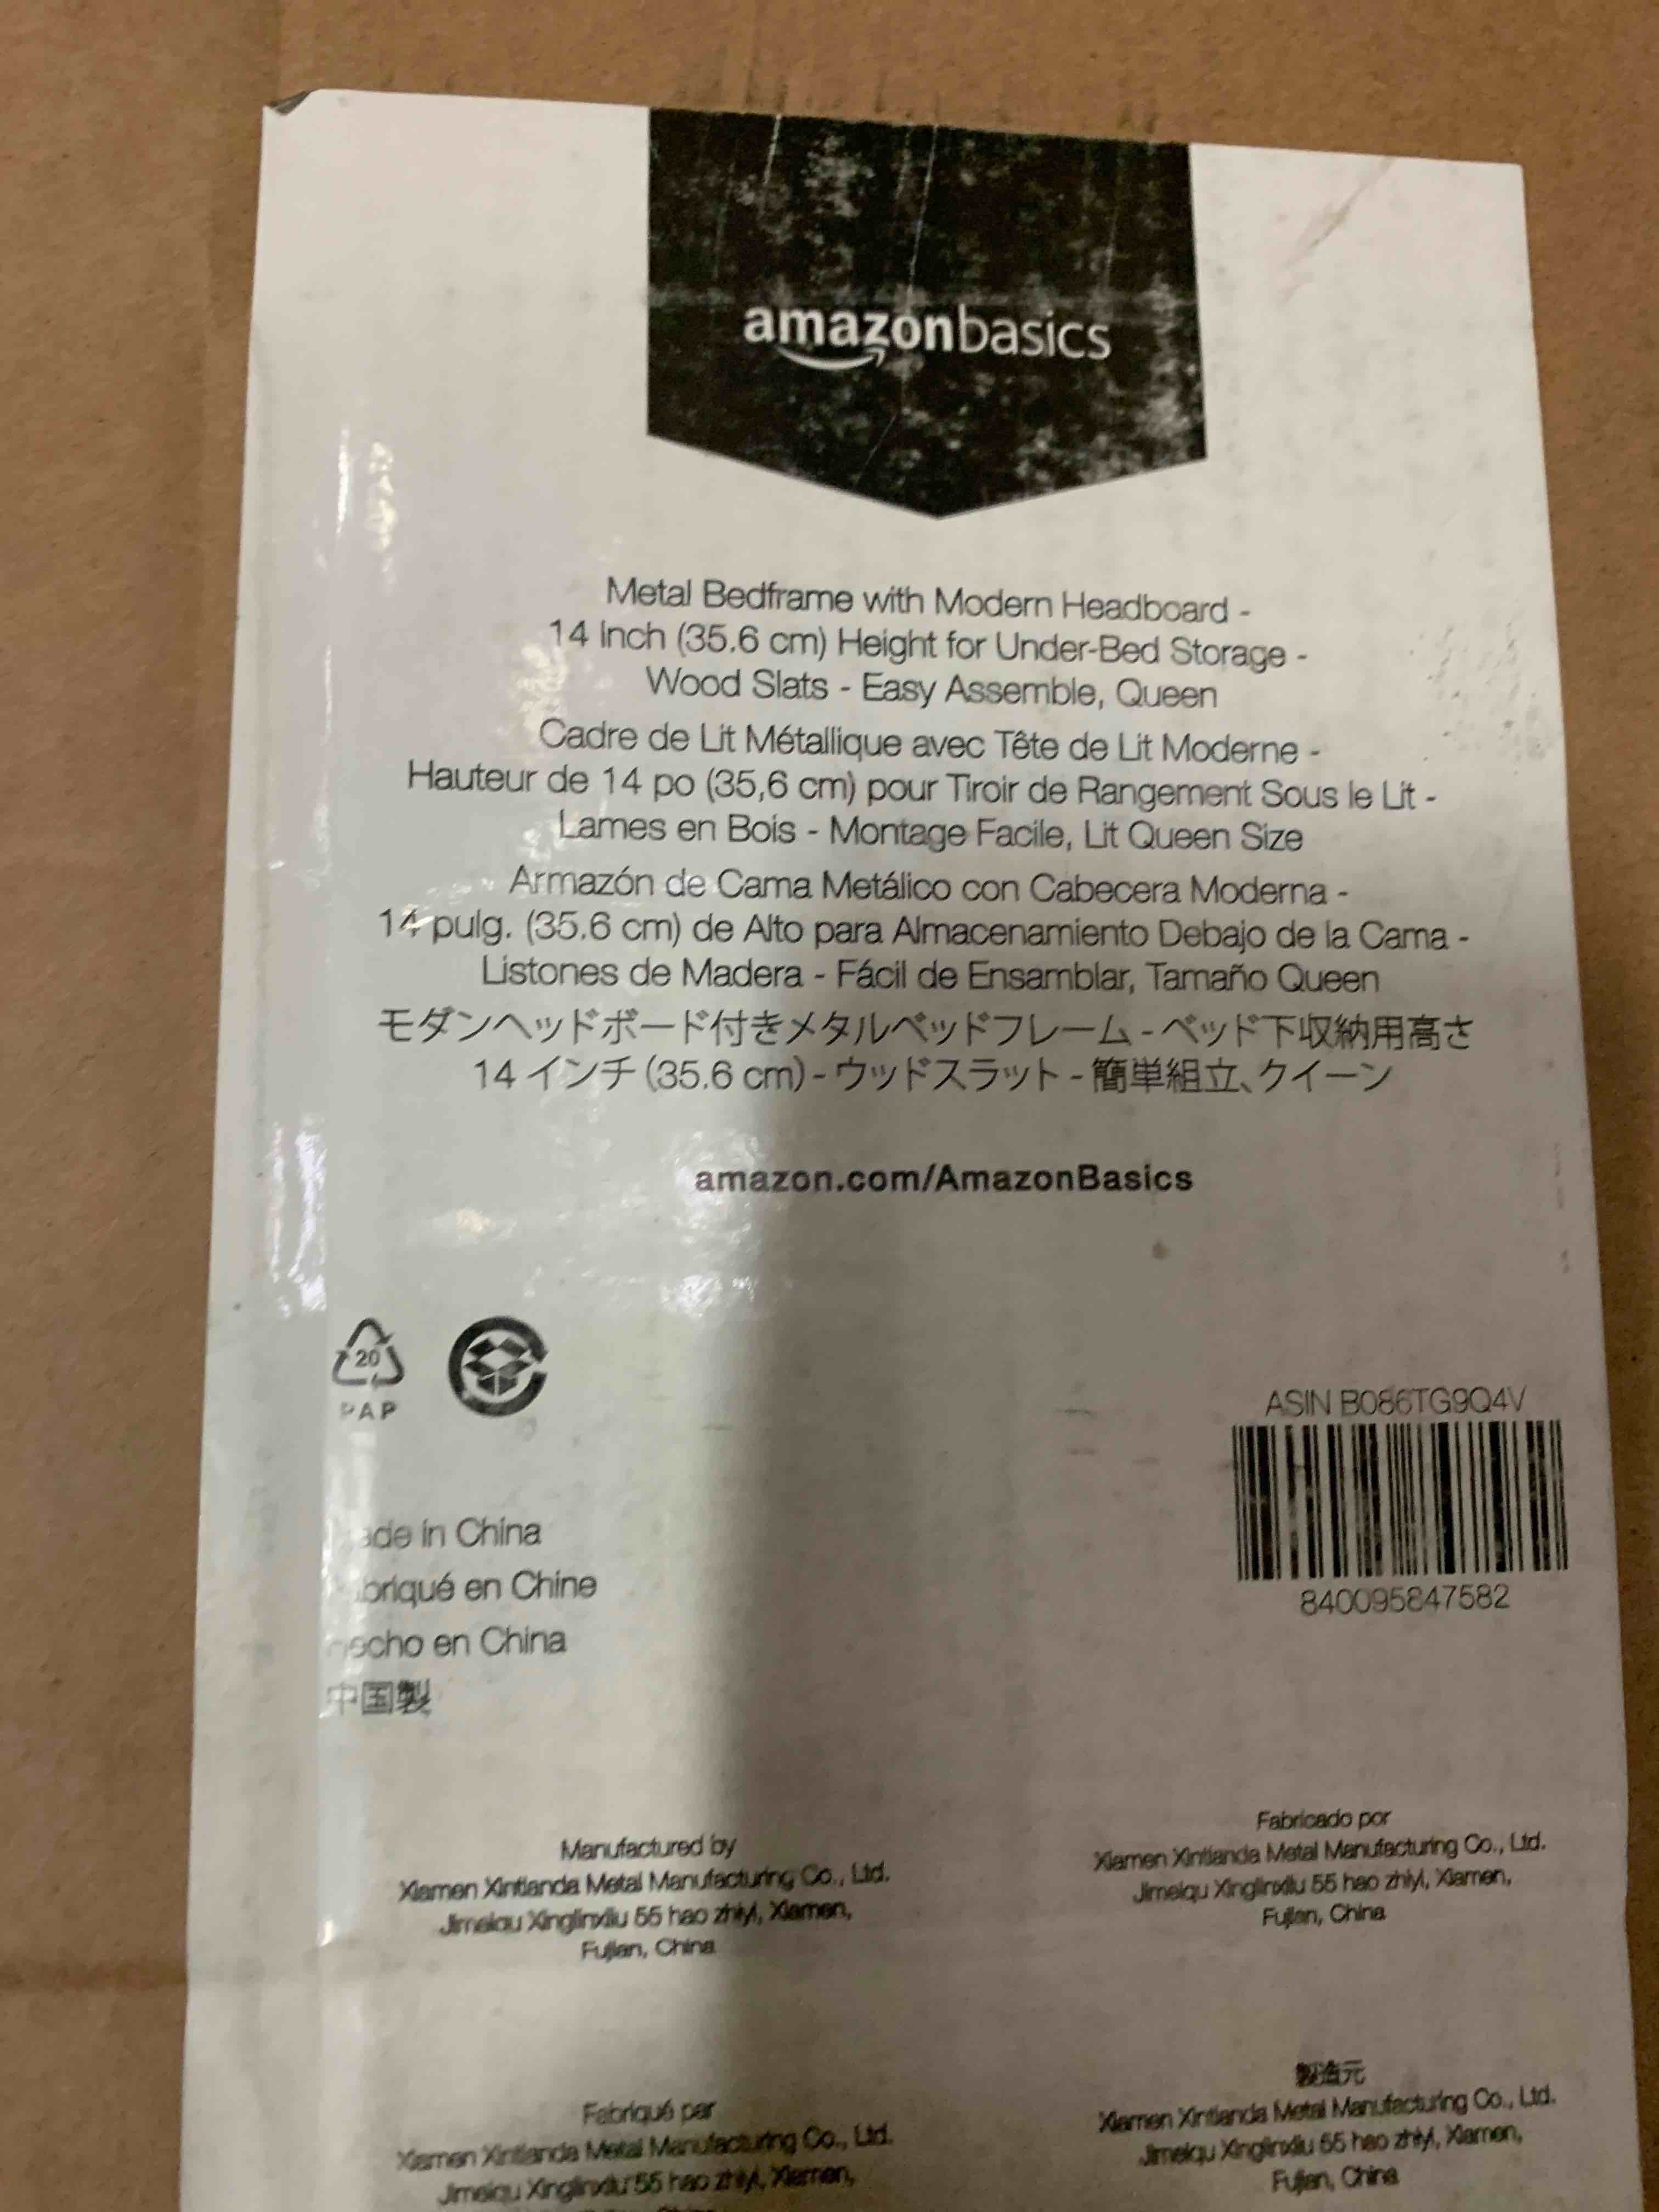 amazonbasics
Metal Bedframe with Modern Headboard -
14 Inch (35.6 cm) Height for Under-Bed Storage -
Wood Slats - Easy Assemble, Queen
Cadre de Lit Métallique avec Tête de Lit Moderne -
Hauteur de 14 po (35,6 cm) pour Tiroir de Rangement Sous le Lit -
Lames en Bois - Montage Facile, Lit Queen Size
Armazón de Cama Metálico con Cabecera Moderna -
14 pulg. (35.6 cm) de Alto para Almacenamiento Debajo de la Cama -
Listones de Madera - Fácil de Ensamblar, Tamaño Queen
モダンヘッドボード付きメタルベッドフレーム - ベッド下収納用高さ
14 インチ (35.6 cm) - ウッドスラット - 簡単組立、クイーン
amazon.com/AmazonBasics
20
PAP
ASIN B086TG9Q4V
840095847582
ade in China
briqué en Chine
echo en China
中国製
Manufactured by
Xiamen Xintianda Metal Manufacturing Co., Ltd.
Jimeiqu Xinglinxilu 55 hao zhiyi, Xiamen,
Fujian, China
Fabricado por
Xiamen Xintianda Metal Manufacturing Co., Ltd.
Jimeiqu Xinglinxilu 55 hao zhiyi, Xiamen,
Fujian, China
Fabriqué par
Xiamen Xintianda Metal Manufacturing Co., Ltd.
Jimeiqu Xinglinxilu 55 hao zhiyi, Xiamen,
製造元
Xiamen Xintianda Metal Manufacturing Co., Ltd.
Jimeiqu Xinglinxilu 55 hao zhiyi, Xiamen,
Fujian, China